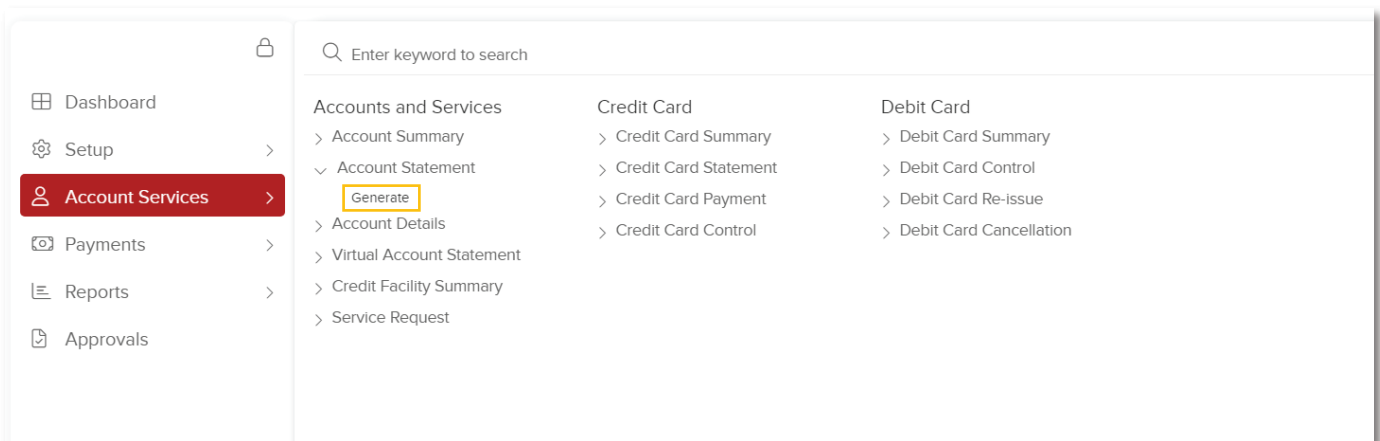 Enter keyword to search
Dashboard
Setup
Account Services
Payments
Reports
Approvals
Accounts and Services
Account Summary
Account Statement
Generate
Account Details
Virtual Account Statement
Credit Facility Summary
Service Request
Credit Card
Credit Card Summary
Credit Card Statement
Credit Card Payment
Credit Card Control
Debit Card
Debit Card Summary
Debit Card Control
Debit Card Re-issue
Debit Card Cancellation